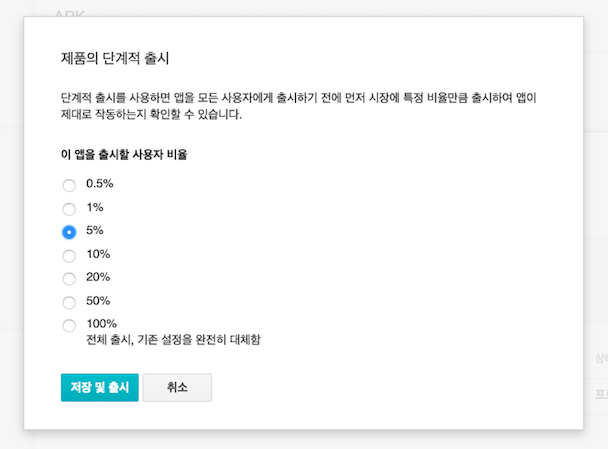 APK
제품의 단계적 출시
단계적 출시를 사용하면 앱을 모든 사용자에게 출시하기 전에 먼저 시장에 특정 비율만큼 출시하여 앱이
제대로 작동하는지 확인할 수 있습니다.
이 앱을 출시할 사용자 비율
0.5%
1%
5%
10%
20%
50%
100%
전체 출시, 기존 설정을 완전히 대체함
저장 및 출시
취소